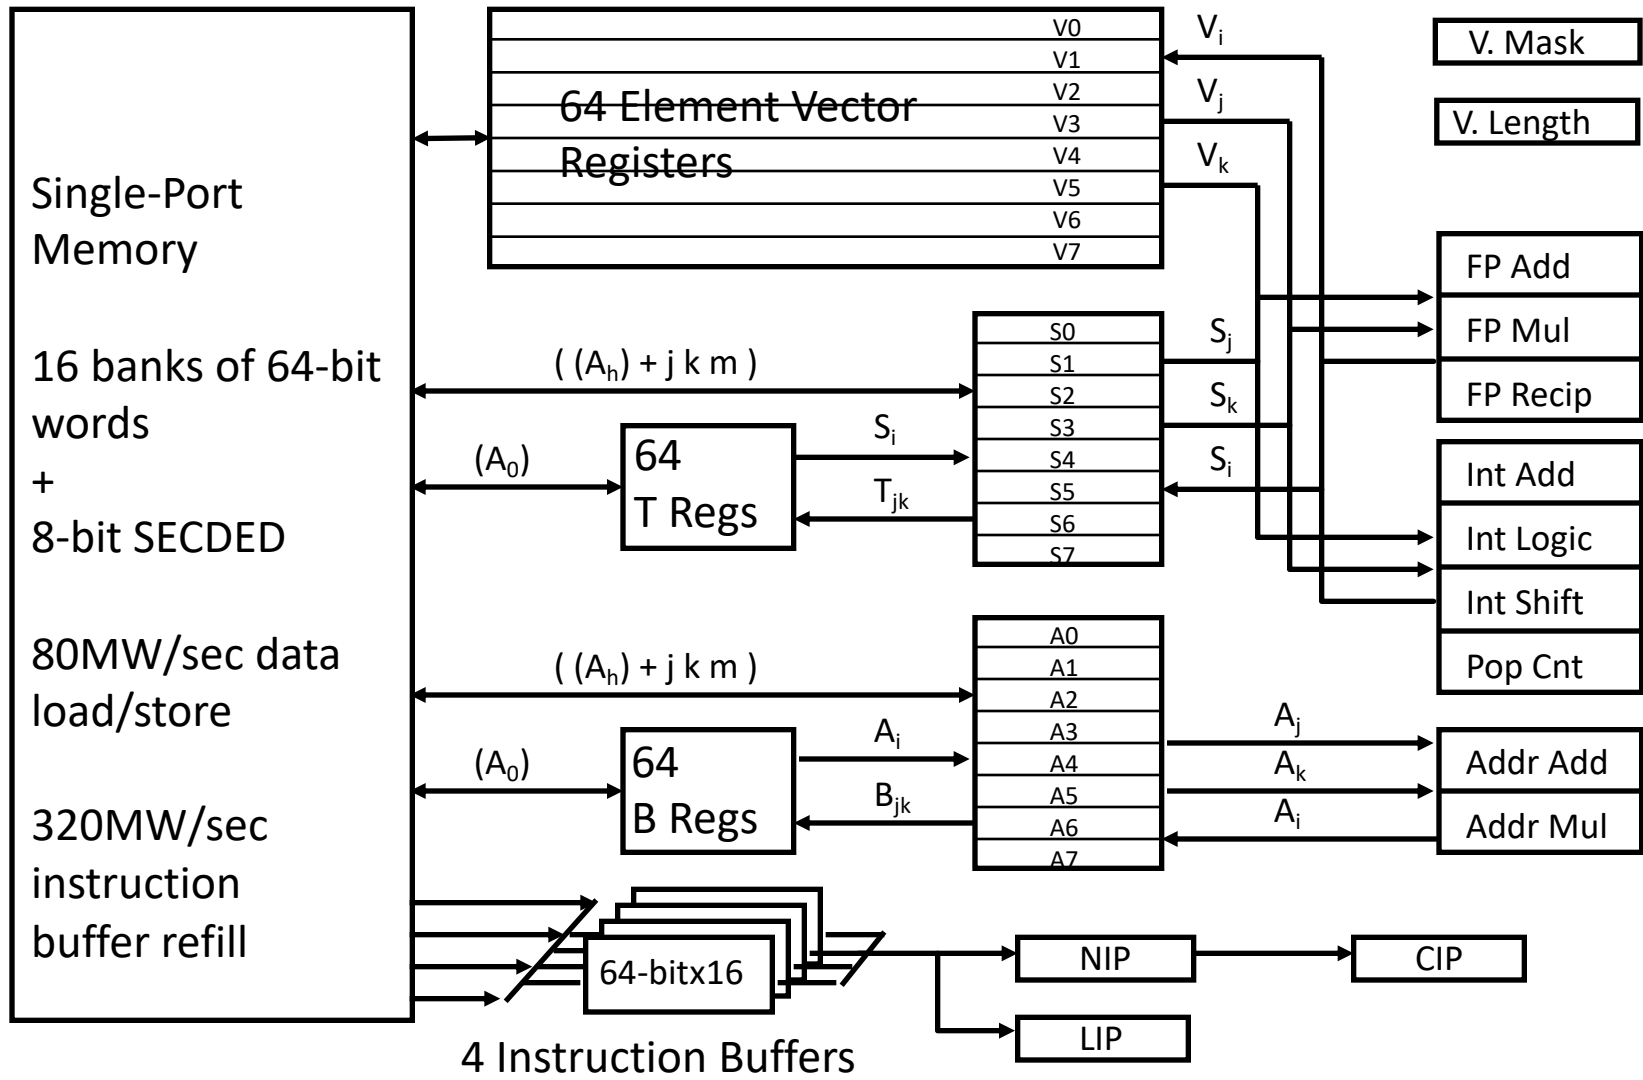 Single-Port
Memory
16 banks of 64-bit
words
+
8-bit SECDED
80MW/sec data
load/store
320MW/sec
instruction
buffer refill
64 Element Vector
Registers
V0
V1
V2
V3
V4
V5
V6
V7
Vi
Vj
Vk
V. Mask
V. Length
( (Ah) + j k m )
(A0)
64
T Regs
Si
Tjk
S0
S1
S2
S3
S4
S5
S6
S7
Sj
Sk
Si
FP Add
FP Mul
FP Recip
Int Add
Int Logic
Int Shift
Pop Cnt
( (Ah) + j k m )
(A0)
64
B Regs
Ai
Bjk
A0
A1
A2
A3
A4
A5
A6
A7
Aj
Ak
Ai
Addr Add
Addr Mul
64-bitx16
4 Instruction Buffers
NIP
CIP
LIP